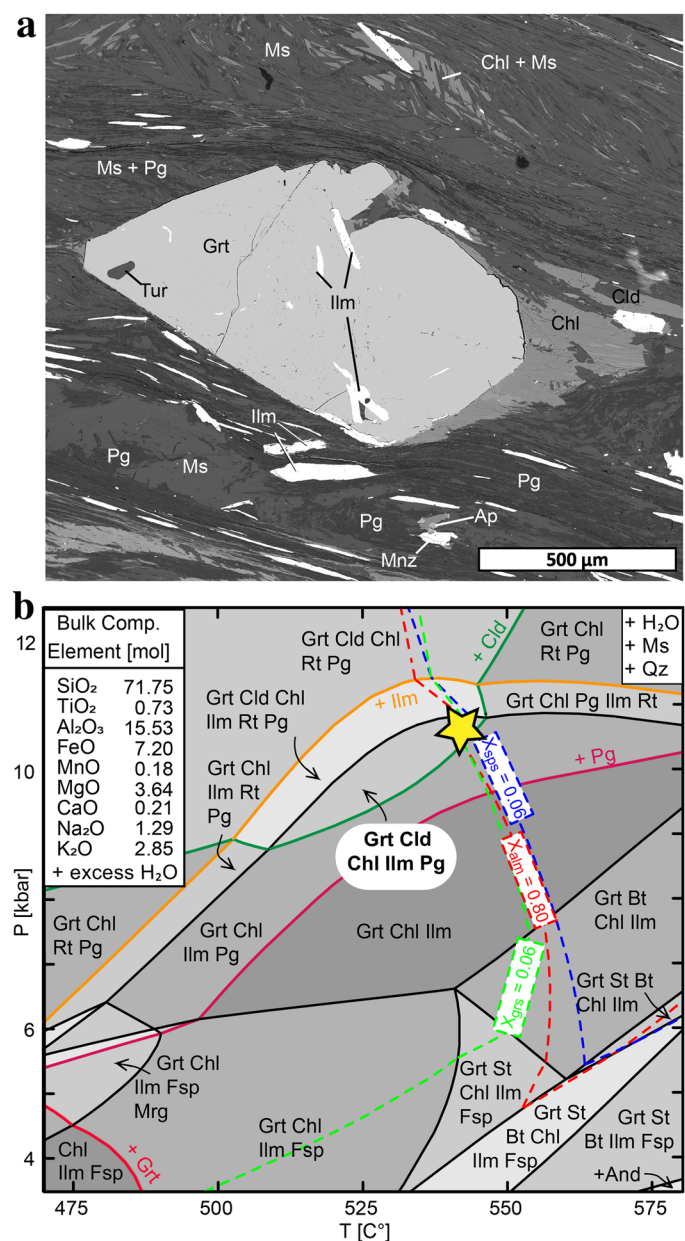 a
Ms
Chl + Ms
Ms + Pg
Grt
Tur
Ilm
Cld
Chl
Ilm
Pg
Ms
Pg
Pg
Ap
Mnz
500 µm
b
Bulk Comp.
Element [mol]
SiO₂ 71.75
TiO₂ 0.73
Al₂O₃ 15.53
FeO 7.20
MnO 0.18
MgO 3.64
CaO 0.21
Na₂O 1.29
K₂O 2.85
+ excess H₂O
+ H₂O
+ Ms
+ Qz
Grt Cld Chl
Rt Pg
+ Cld
Grt Chl
Rt Pg
+ Ilm
Grt Chl Pg Ilm Rt
Grt Cld Chl
Ilm Rt Pg
Grt Chl
Ilm Rt
Pg
+ Pg
Xsps = 0.06
Grt Cld
Chl Ilm Pg
Xalm = 0.80
Grt Chl
Rt Pg
Grt Chl
Ilm Pg
Grt Chl Ilm
Grt Bt
Chl Ilm
Xgrs = 0.06
Grt St Bt
Chl Ilm
Grt Chl
Ilm Fsp
Mrg
Grt St
Chl Ilm
Fsp
Grt Chl
Ilm Fsp
Chl
Ilm Fsp
+ Grt
Grt St
Bt Chl
Ilm Fsp
Grt St
Bt Ilm Fsp
+And
P [kbar]
12
10
8
6
4
475
500
525
550
575
T [C°]